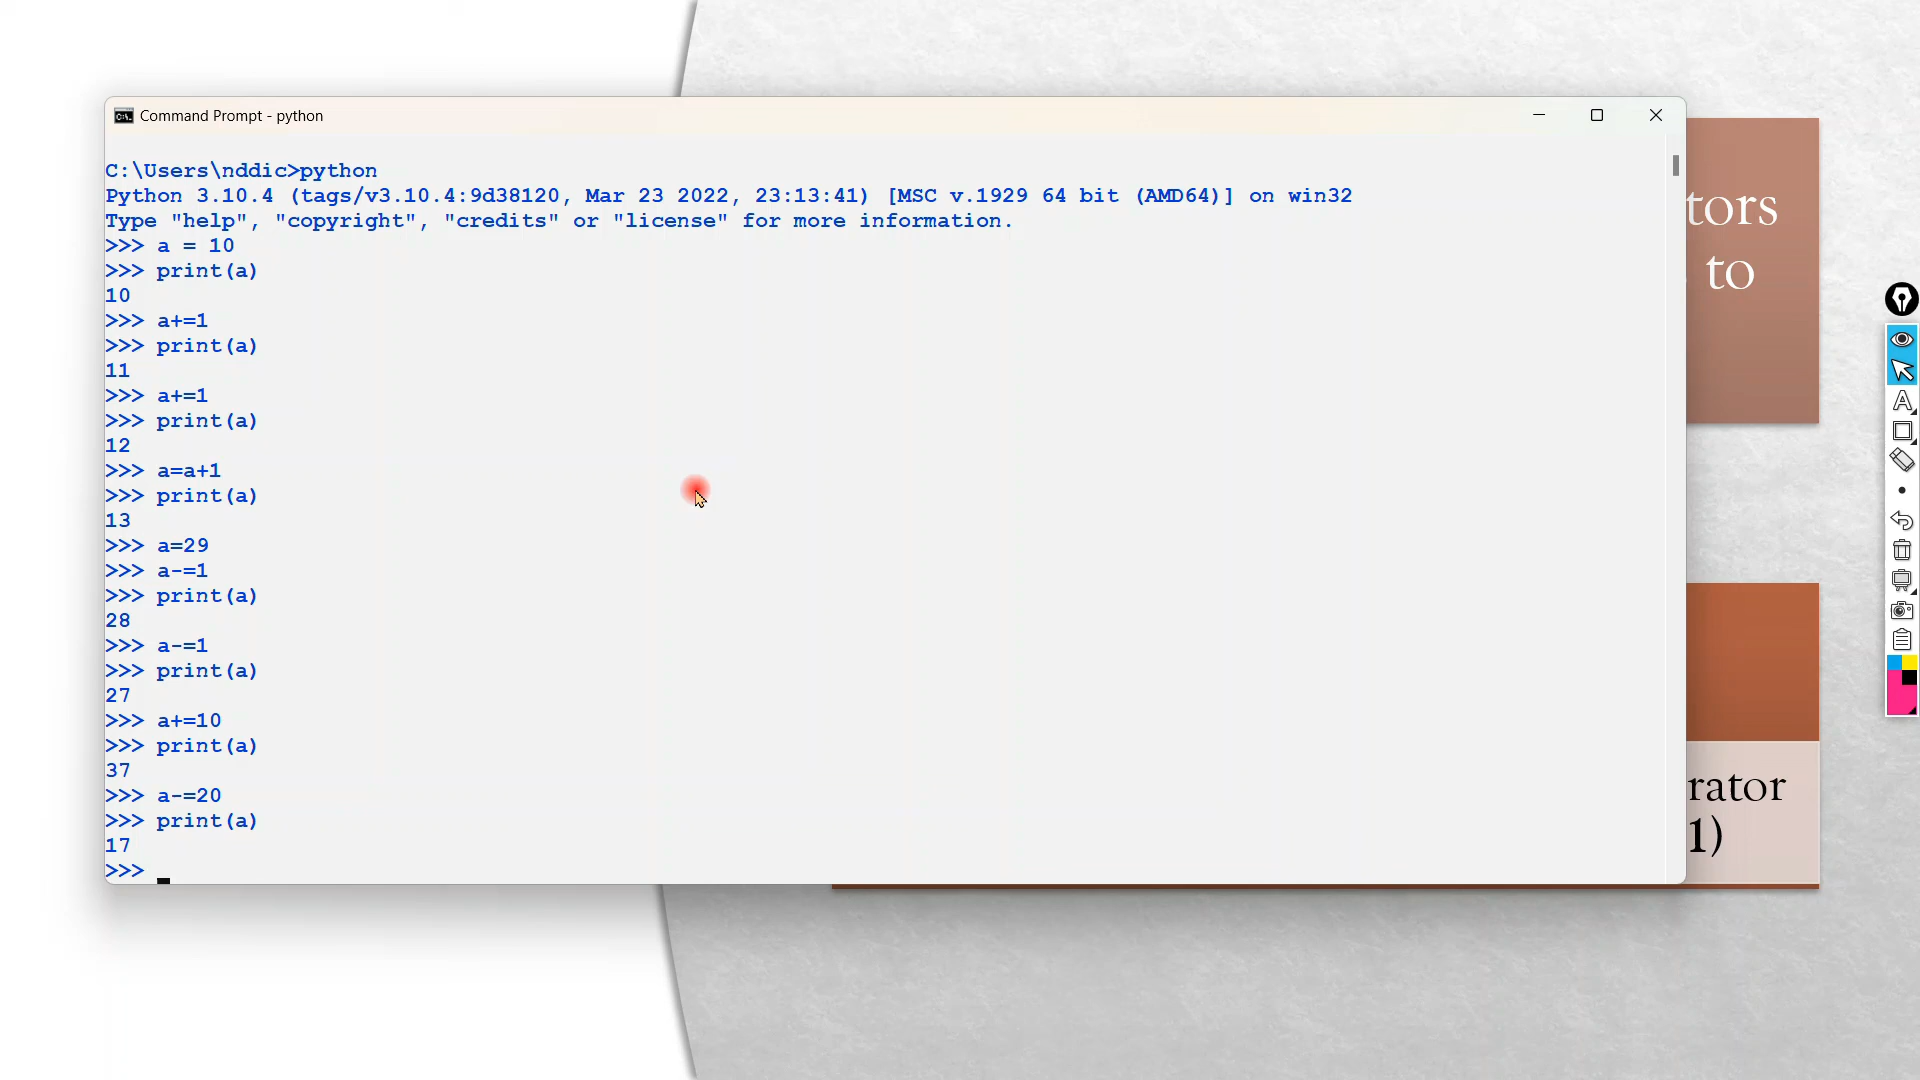 Command Prompt - python
C:\Users\nddic>python
Python 3.10.4 (tags/v3.10.4:9d38120, Mar 23 2022, 23:13:41) [MSC v.1929 64 bit (AMD64)] on win32
Type "help", "copyright", "credits" or "license" for more information.
>>> a = 10
>>> print(a)
10
>>> a+=1
>>> print(a)
11
>>> a+=1
>>> print(a)
12
>>> a=a+1
>>> print(a)
13
>>> a=29
>>> a-=1
>>> print(a)
28
>>> a-=1
>>> print(a)
27
>>> a+=10
>>> print(a)
37
>>> a-=20
>>> print(a)
17
>>>
tors
to
rator
1)